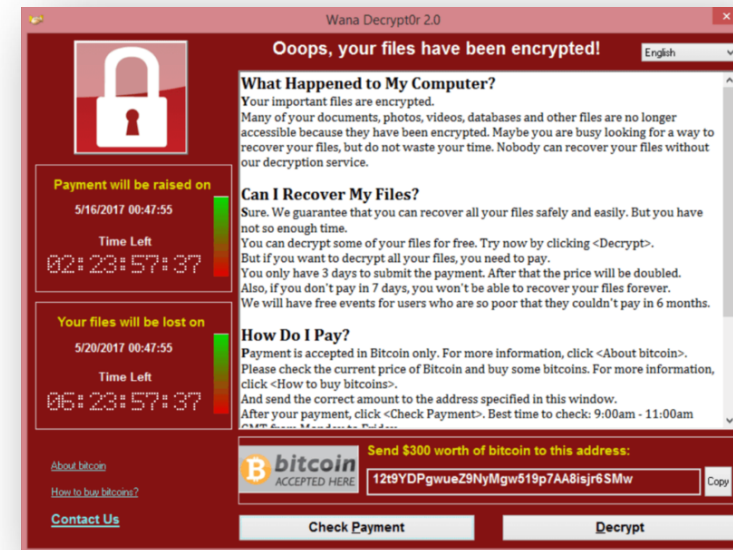 Wana Decrypt0r 2.0
Ooops, your files have been encrypted!
English
What Happened to My Computer?
Your important files are encrypted.
Many of your documents, photos, videos, databases and other files are no longer
accessible because they have been encrypted. Maybe you are busy looking for a way to
recover your files, but do not waste your time. Nobody can recover your files without
our decryption service.
Can I Recover My Files?
Sure. We guarantee that you can recover all your files safely and easily. But you have
not so enough time.
You can decrypt some of your files for free. Try now by clicking <Decrypt>.
But if you want to decrypt all your files, you need to pay.
You only have 3 days to submit the payment. After that the price will be doubled.
Also, if you don't pay in 7 days, you won't be able to recover your files forever.
We will have free events for users who are so poor that they couldn't pay in 6 months.
How Do I Pay?
Payment is accepted in Bitcoin only. For more information, click <About bitcoin>.
Please check the current price of Bitcoin and buy some bitcoins. For more information,
click <How to buy bitcoins>.
And send the correct amount to the address specified in this window.
After your payment, click <Check Payment>. Best time to check: 9:00am - 11:00am
GMT from Monday to Friday
Payment will be raised on
5/16/2017 00:47:55
Time Left
02:23:57:37
Your files will be lost on
5/20/2017 00:47:55
Time Left
06:23:57:37
About bitcoin
How to buy bitcoins?
Contact Us
bitcoin
ACCEPTED HERE
Send $300 worth of bitcoin to this address:
12t9YDPgwueZ9NyMgw519p7AA8isjr6SMw
Copy
Check Payment
Decrypt